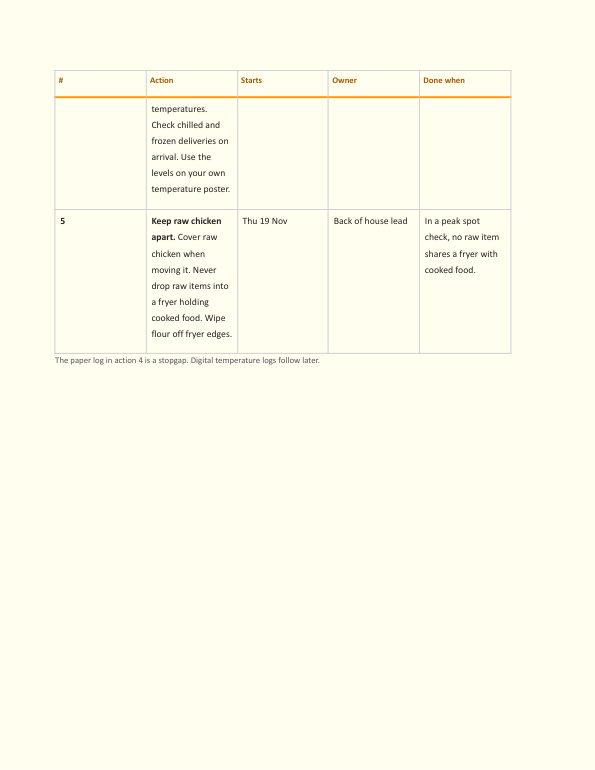 # Action Starts Owner Done when
temperatures.
Check chilled and
frozen deliveries on
arrival. Use the
levels on your own
temperature poster.
5 Keep raw chicken Thu 19 Nov Back of house lead In a peak spot
apart. Cover raw check, no raw item
chicken when shares a fryer with
moving it. Never cooked food.
drop raw items into
a fryer holding
cooked food. Wipe
flour off fryer edges.
The paper log in action 4 is a stopgap. Digital temperature logs follow later.